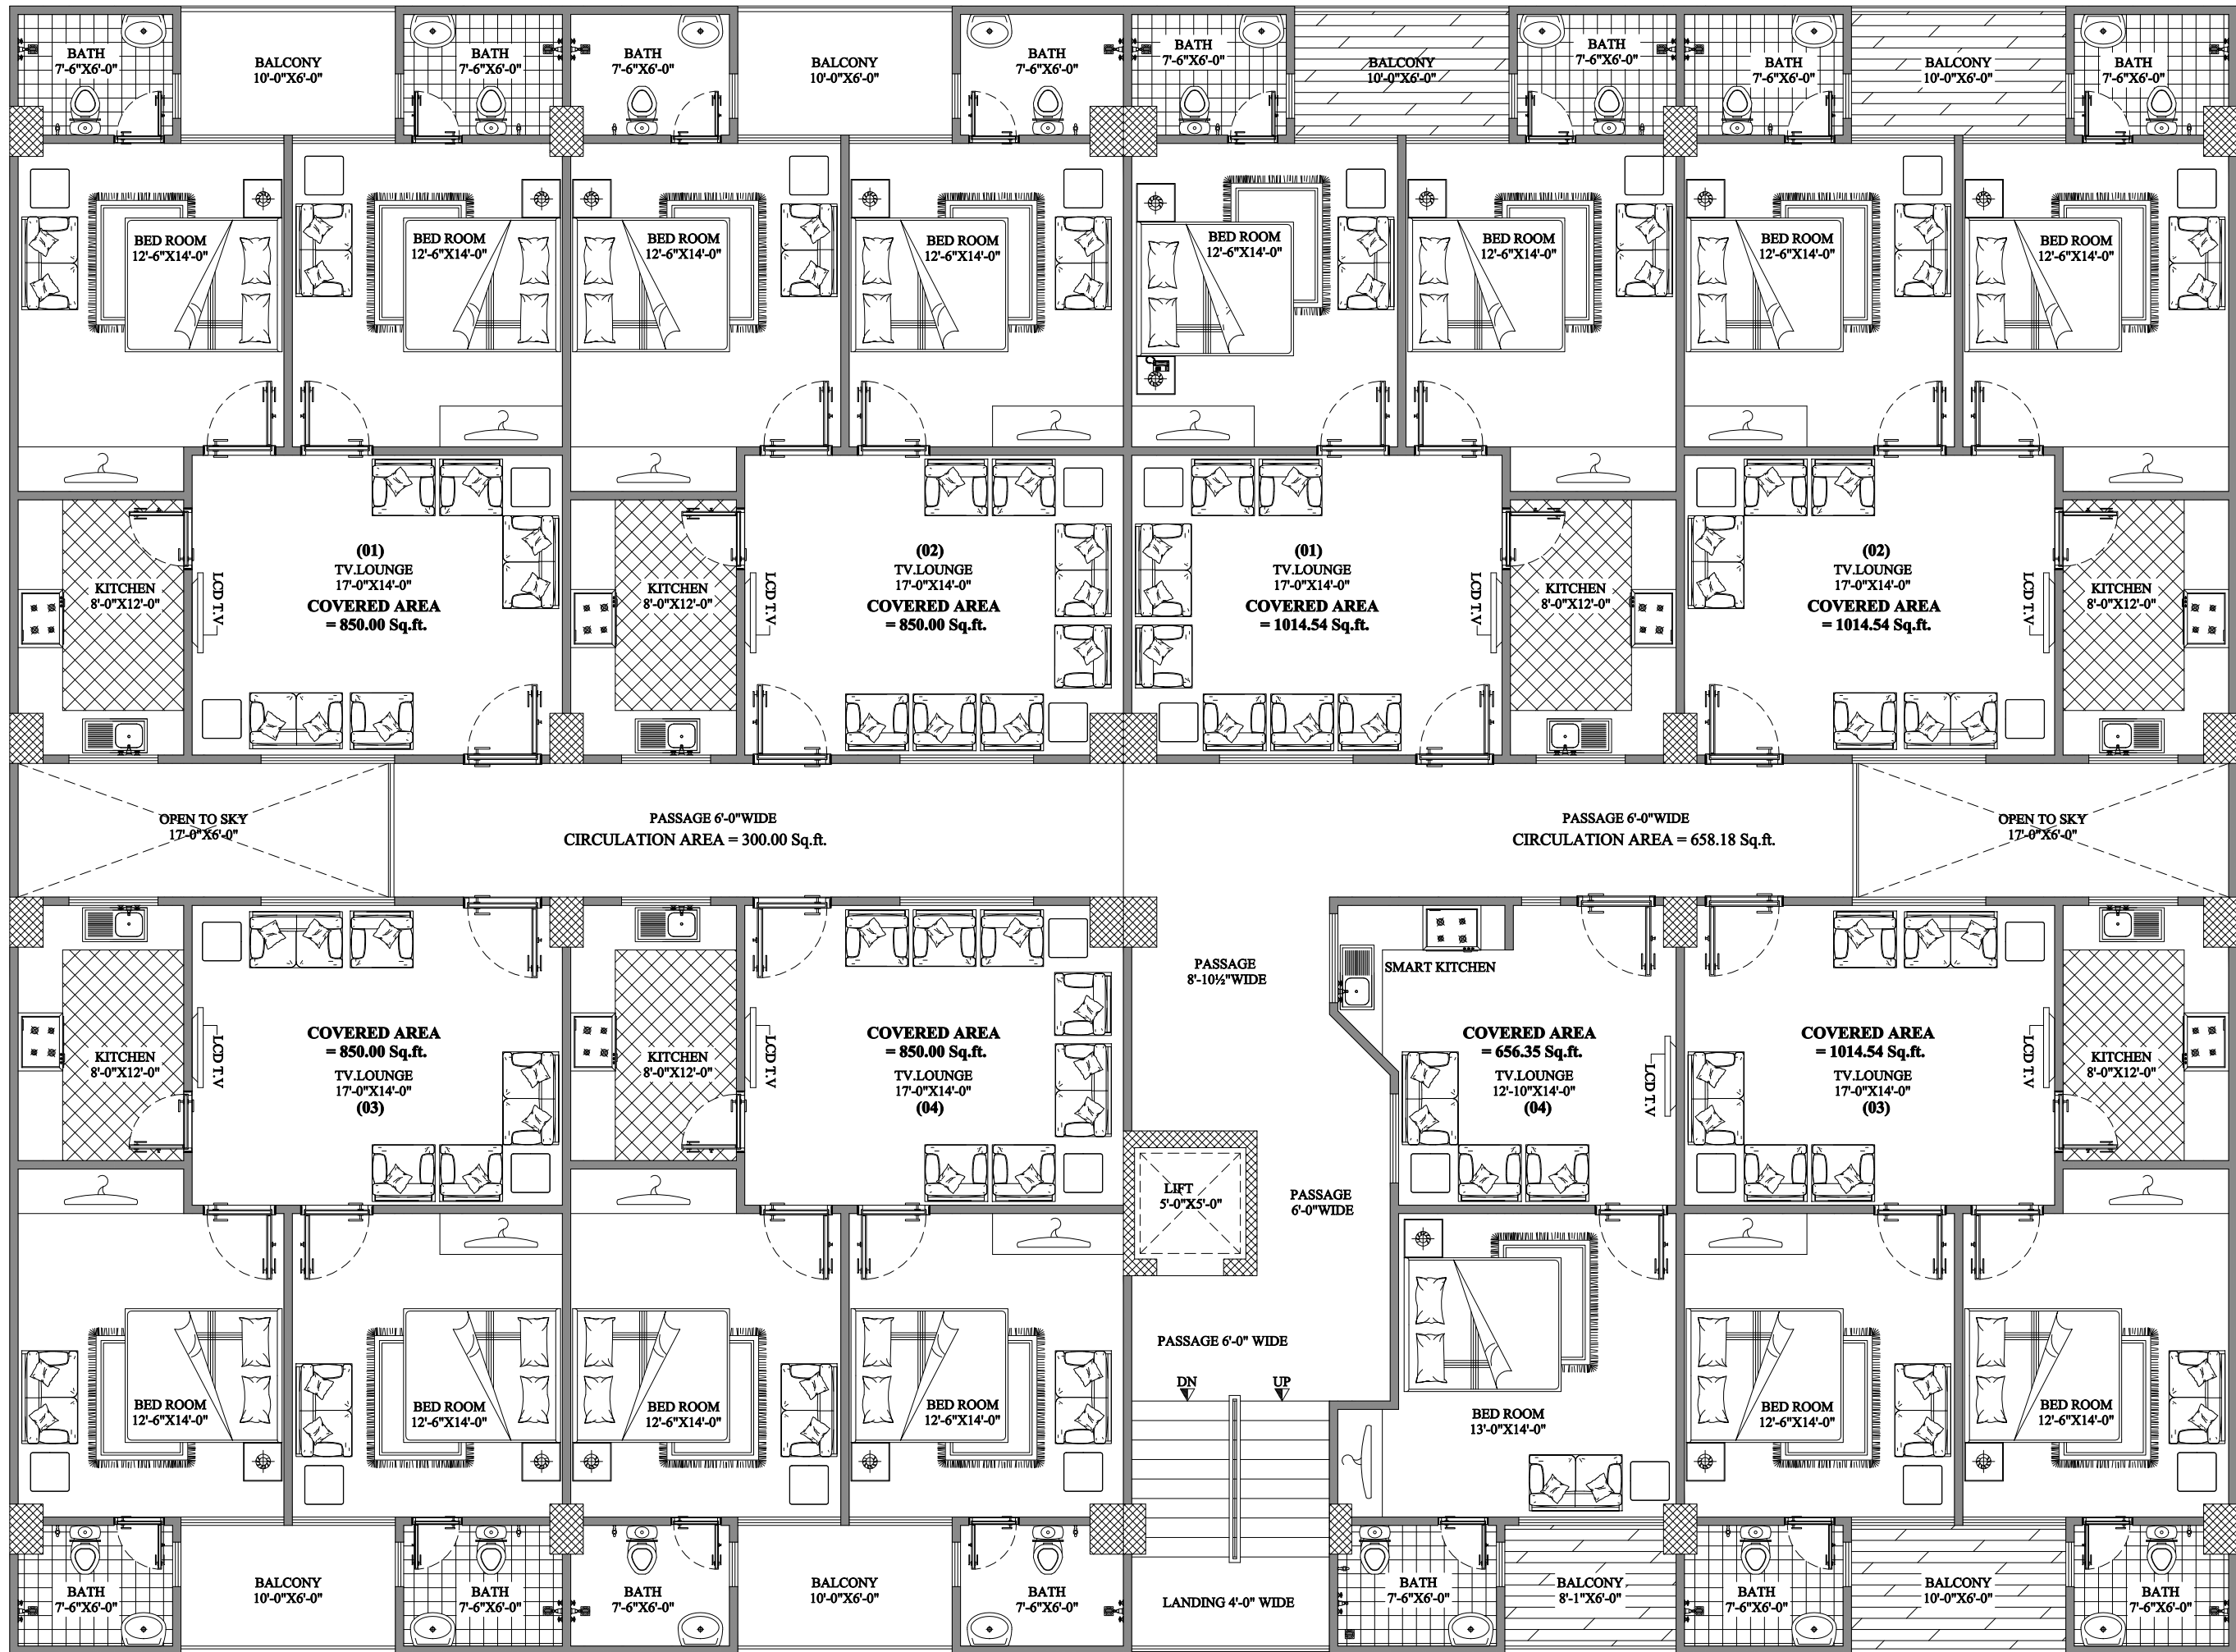 BATH
7'-6"X6'-0"
BALCONY
10'-0"X6'-0"
BATH
7'-6"X6'-0"
BATH
7'-6"X6'-0"
BALCONY
10'-0"X6'-0"
BATH
7'-6"X6'-0"
BATH
7'-6"X6'-0"
BALCONY
10'-0"X6'-0"
BATH
7'-6"X6'-0"
BATH
7'-6"X6'-0"
BALCONY
10'-0"X6'-0"
BATH
7'-6"X6'-0"
BED ROOM
12'-6"X14'-0"
BED ROOM
12'-6"X14'-0"
BED ROOM
12'-6"X14'-0"
BED ROOM
12'-6"X14'-0"
BED ROOM
12'-6"X14'-0"
BED ROOM
12'-6"X14'-0"
BED ROOM
12'-6"X14'-0"
BED ROOM
12'-6"X14'-0"
KITCHEN
8'-0"X12'-0"
LCD T.V
(01)
TV.LOUNGE
17'-0"X14'-0"
COVERED AREA
= 850.00 Sq.ft.
KITCHEN
8'-0"X12'-0"
LCD T.V
(02)
TV.LOUNGE
17'-0"X14'-0"
COVERED AREA
= 850.00 Sq.ft.
(01)
TV.LOUNGE
17'-0"X14'-0"
COVERED AREA
= 1014.54 Sq.ft.
LCD T.V
KITCHEN
8'-0"X12'-0"
(02)
TV.LOUNGE
17'-0"X14'-0"
COVERED AREA
= 1014.54 Sq.ft.
LCD T.V
KITCHEN
8'-0"X12'-0"
OPEN TO SKY
17'-0"X6'-0"
PASSAGE 6'-0"WIDE
CIRCULATION AREA = 300.00 Sq.ft.
PASSAGE 6'-0"WIDE
CIRCULATION AREA = 658.18 Sq.ft.
OPEN TO SKY
17'-0"X6'-0"
KITCHEN
8'-0"X12'-0"
LCD T.V
COVERED AREA
= 850.00 Sq.ft.
TV.LOUNGE
17'-0"X14'-0"
(03)
KITCHEN
8'-0"X12'-0"
LCD T.V
COVERED AREA
= 850.00 Sq.ft.
TV.LOUNGE
17'-0"X14'-0"
(04)
PASSAGE
8'-10½"WIDE
SMART KITCHEN
COVERED AREA
= 656.35 Sq.ft.
TV.LOUNGE
12'-10"X14'-0"
(04)
LCD T.V
COVERED AREA
= 1014.54 Sq.ft.
TV.LOUNGE
17'-0"X14'-0"
(03)
LCD T.V
KITCHEN
8'-0"X12'-0"
LIFT
5'-0"X5'-0"
PASSAGE
6'-0"WIDE
PASSAGE 6'-0" WIDE
DN
UP
BED ROOM
12'-6"X14'-0"
BED ROOM
12'-6"X14'-0"
BED ROOM
12'-6"X14'-0"
BED ROOM
12'-6"X14'-0"
BED ROOM
13'-0"X14'-0"
BED ROOM
12'-6"X14'-0"
BED ROOM
12'-6"X14'-0"
BATH
7'-6"X6'-0"
BALCONY
10'-0"X6'-0"
BATH
7'-6"X6'-0"
BATH
7'-6"X6'-0"
BALCONY
10'-0"X6'-0"
BATH
7'-6"X6'-0"
LANDING 4'-0" WIDE
BATH
7'-6"X6'-0"
BALCONY
8'-1"X6'-0"
BATH
7'-6"X6'-0"
BALCONY
10'-0"X6'-0"
BATH
7'-6"X6'-0"